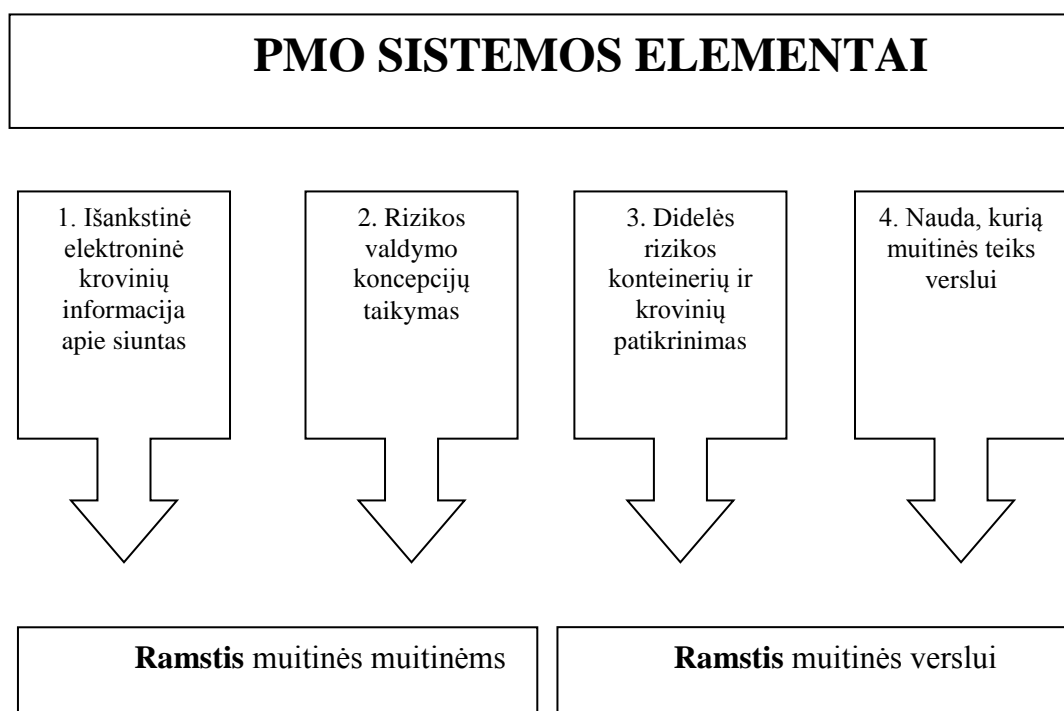 PMO SISTEMOS ELEMENTAI
1. Išankstinė
elektroninė
krovinių
informacija
apie siuntas
2. Rizikos
valdymo
koncepcijų
taikymas
3. Didelės
rizikos
konteinerių ir
krovinių
patikrinimas
4. Nauda, kurią
muitinės teiks
verslui
Ramstis muitinės muitinėms
Ramstis muitinės verslui